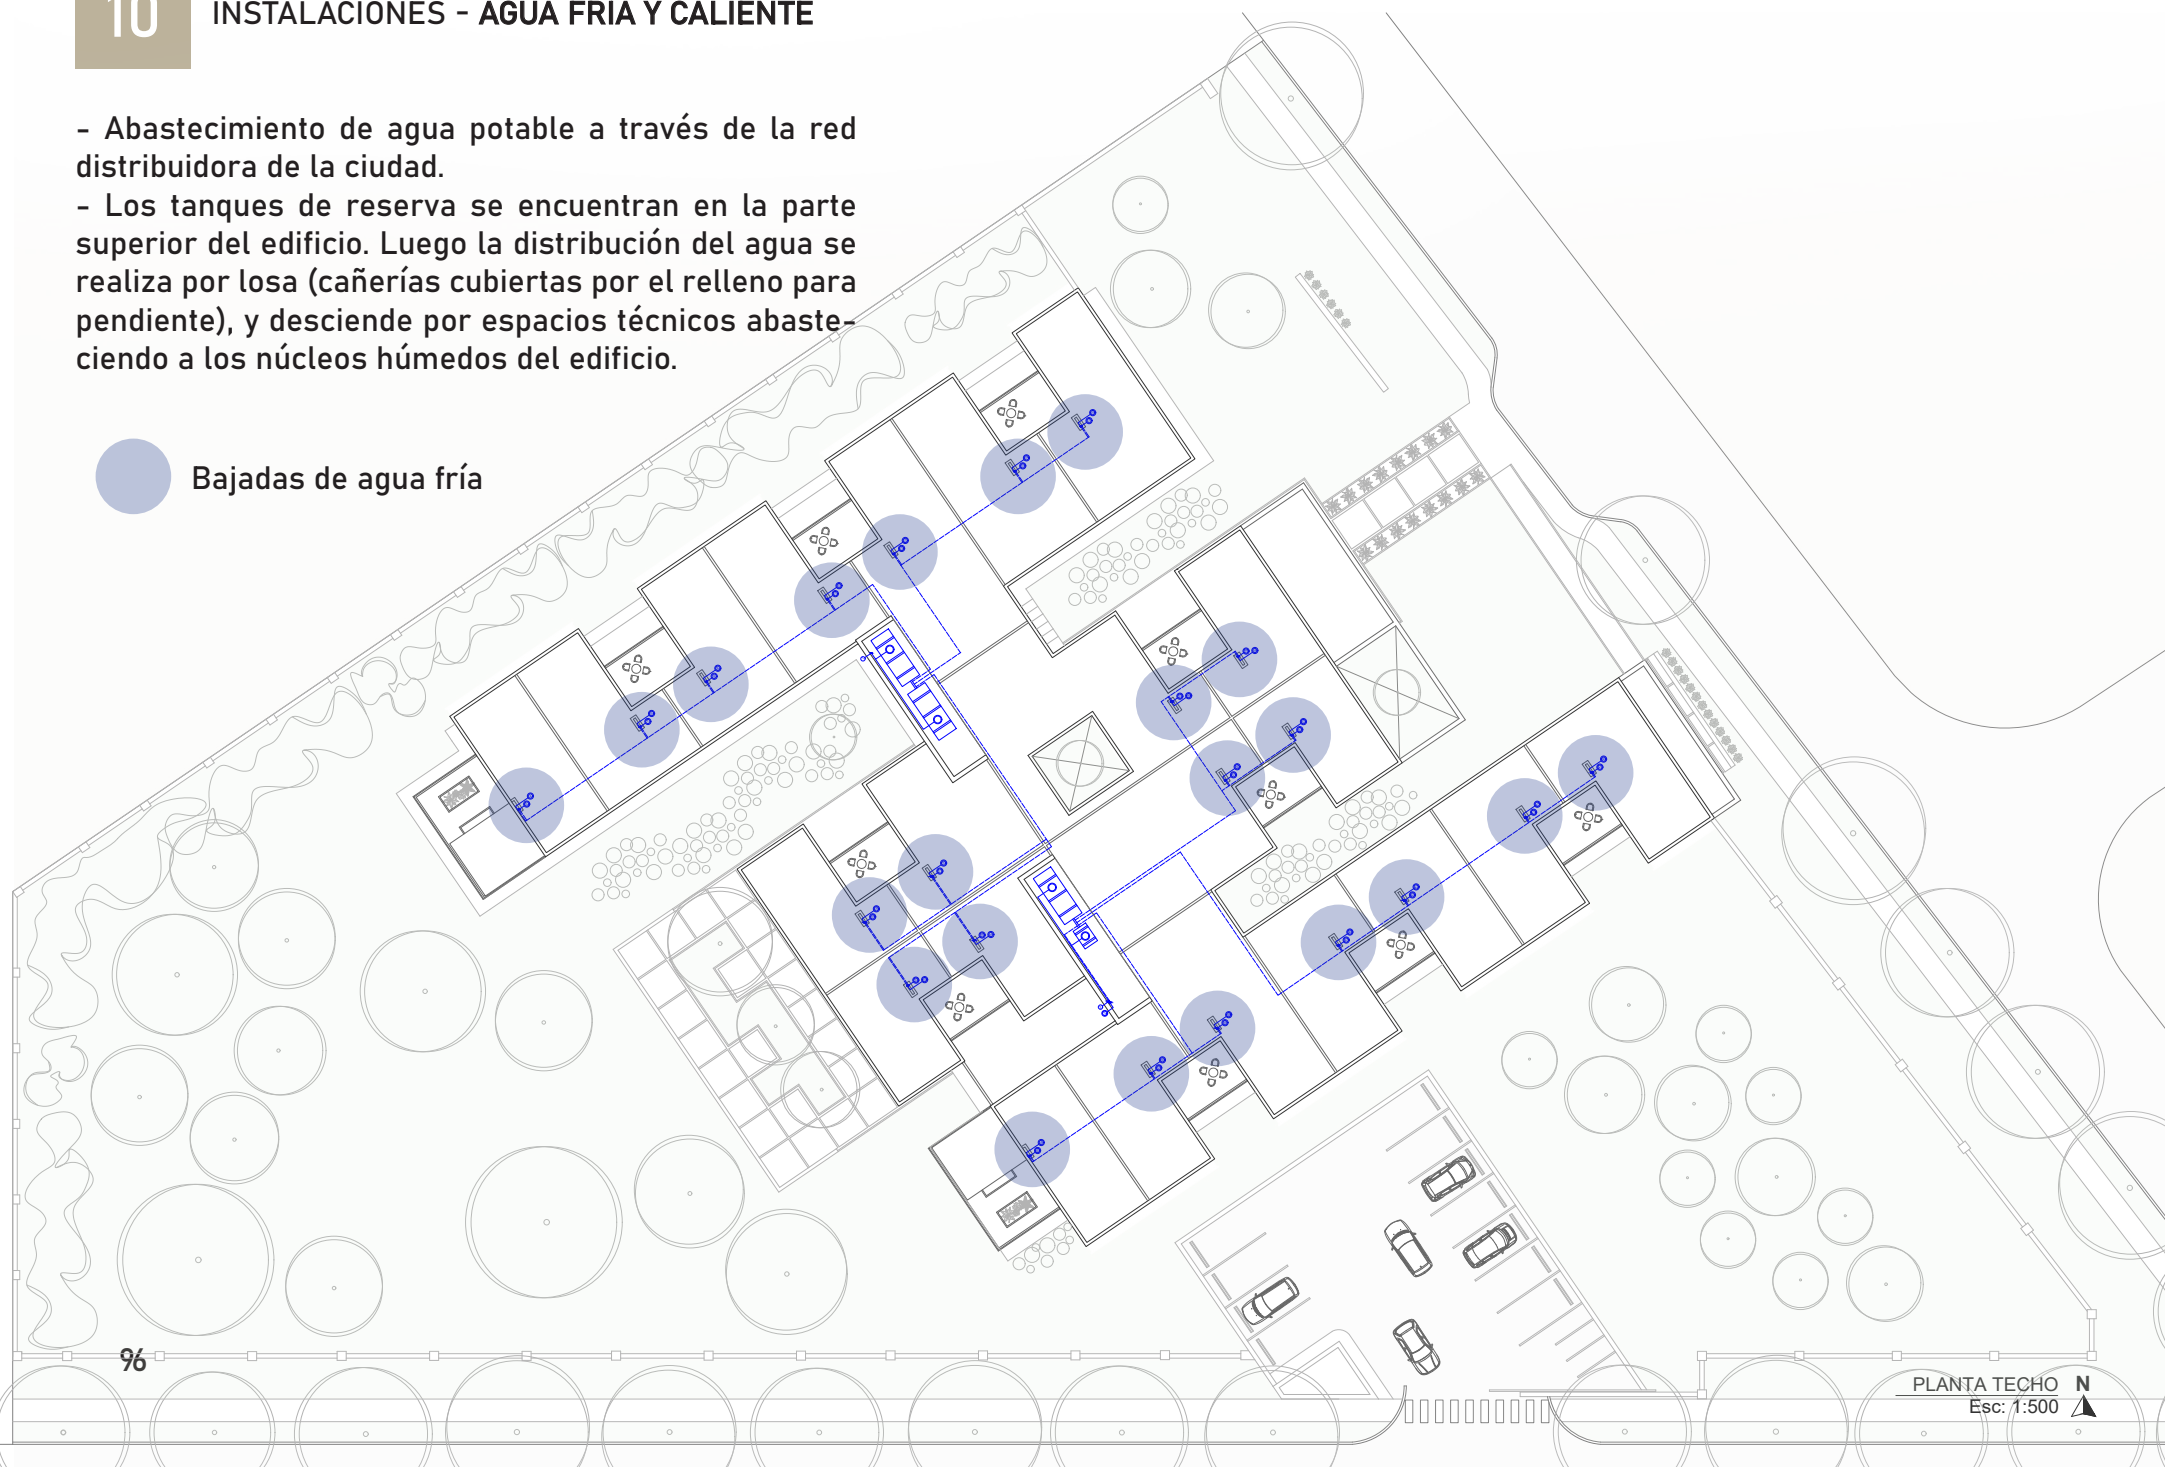 10
INSTALACIONES - AGUA FRIA Y CALIENTE
- Abastecimiento de agua potable a través de la red
distribuidora de la ciudad.
- Los tanques de reserva se encuentran en la parte
superior del edificio. Luego la distribución del agua se
realiza por losa (cañerías cubiertas por el relleno para
pendiente), y desciende por espacios técnicos abaste-
ciendo a los núcleos húmedos del edificio.
Bajadas de agua fría
%
PLANTA TECHO N
Esc: 1:500